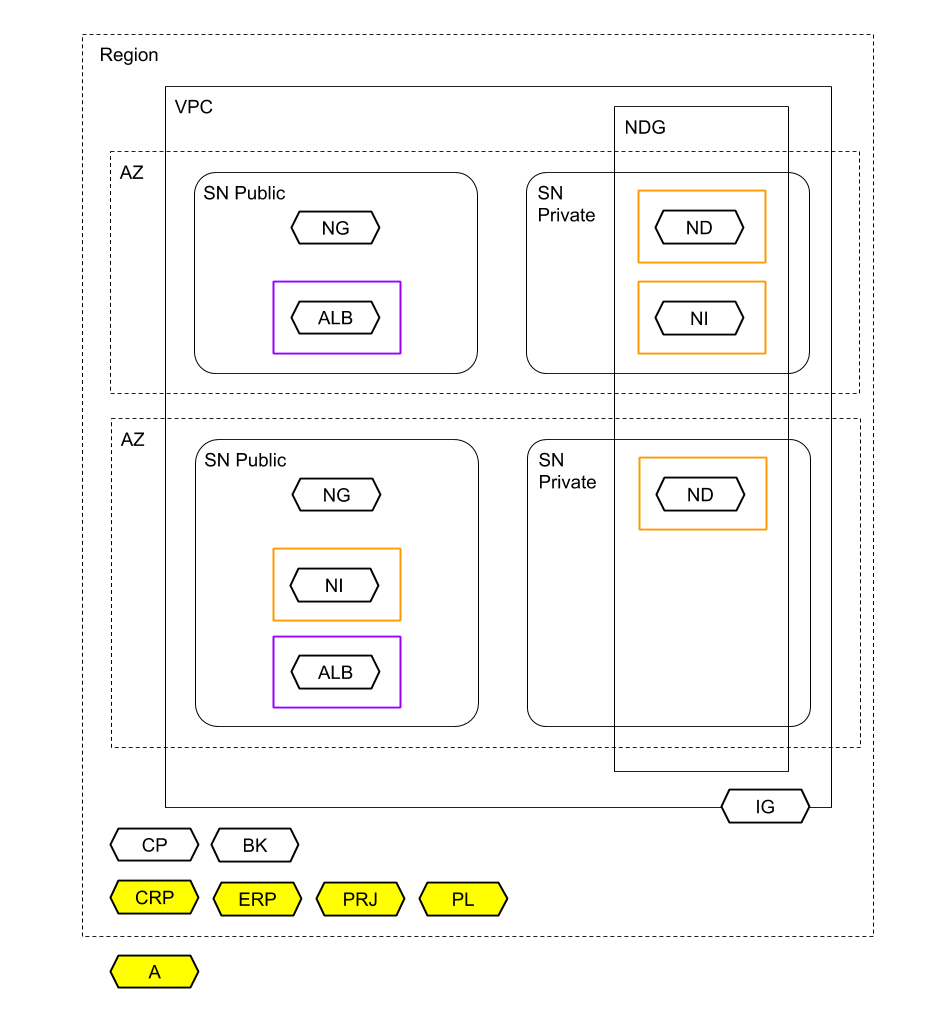 Region
VPC
NDG
AZ
SN Public
NG
ALB
SN
Private
ND
NI
AZ
SN Public
NG
NI
ALB
SN
Private
ND
IG
CP
BK
CRP
ERP
PRJ
PL
A